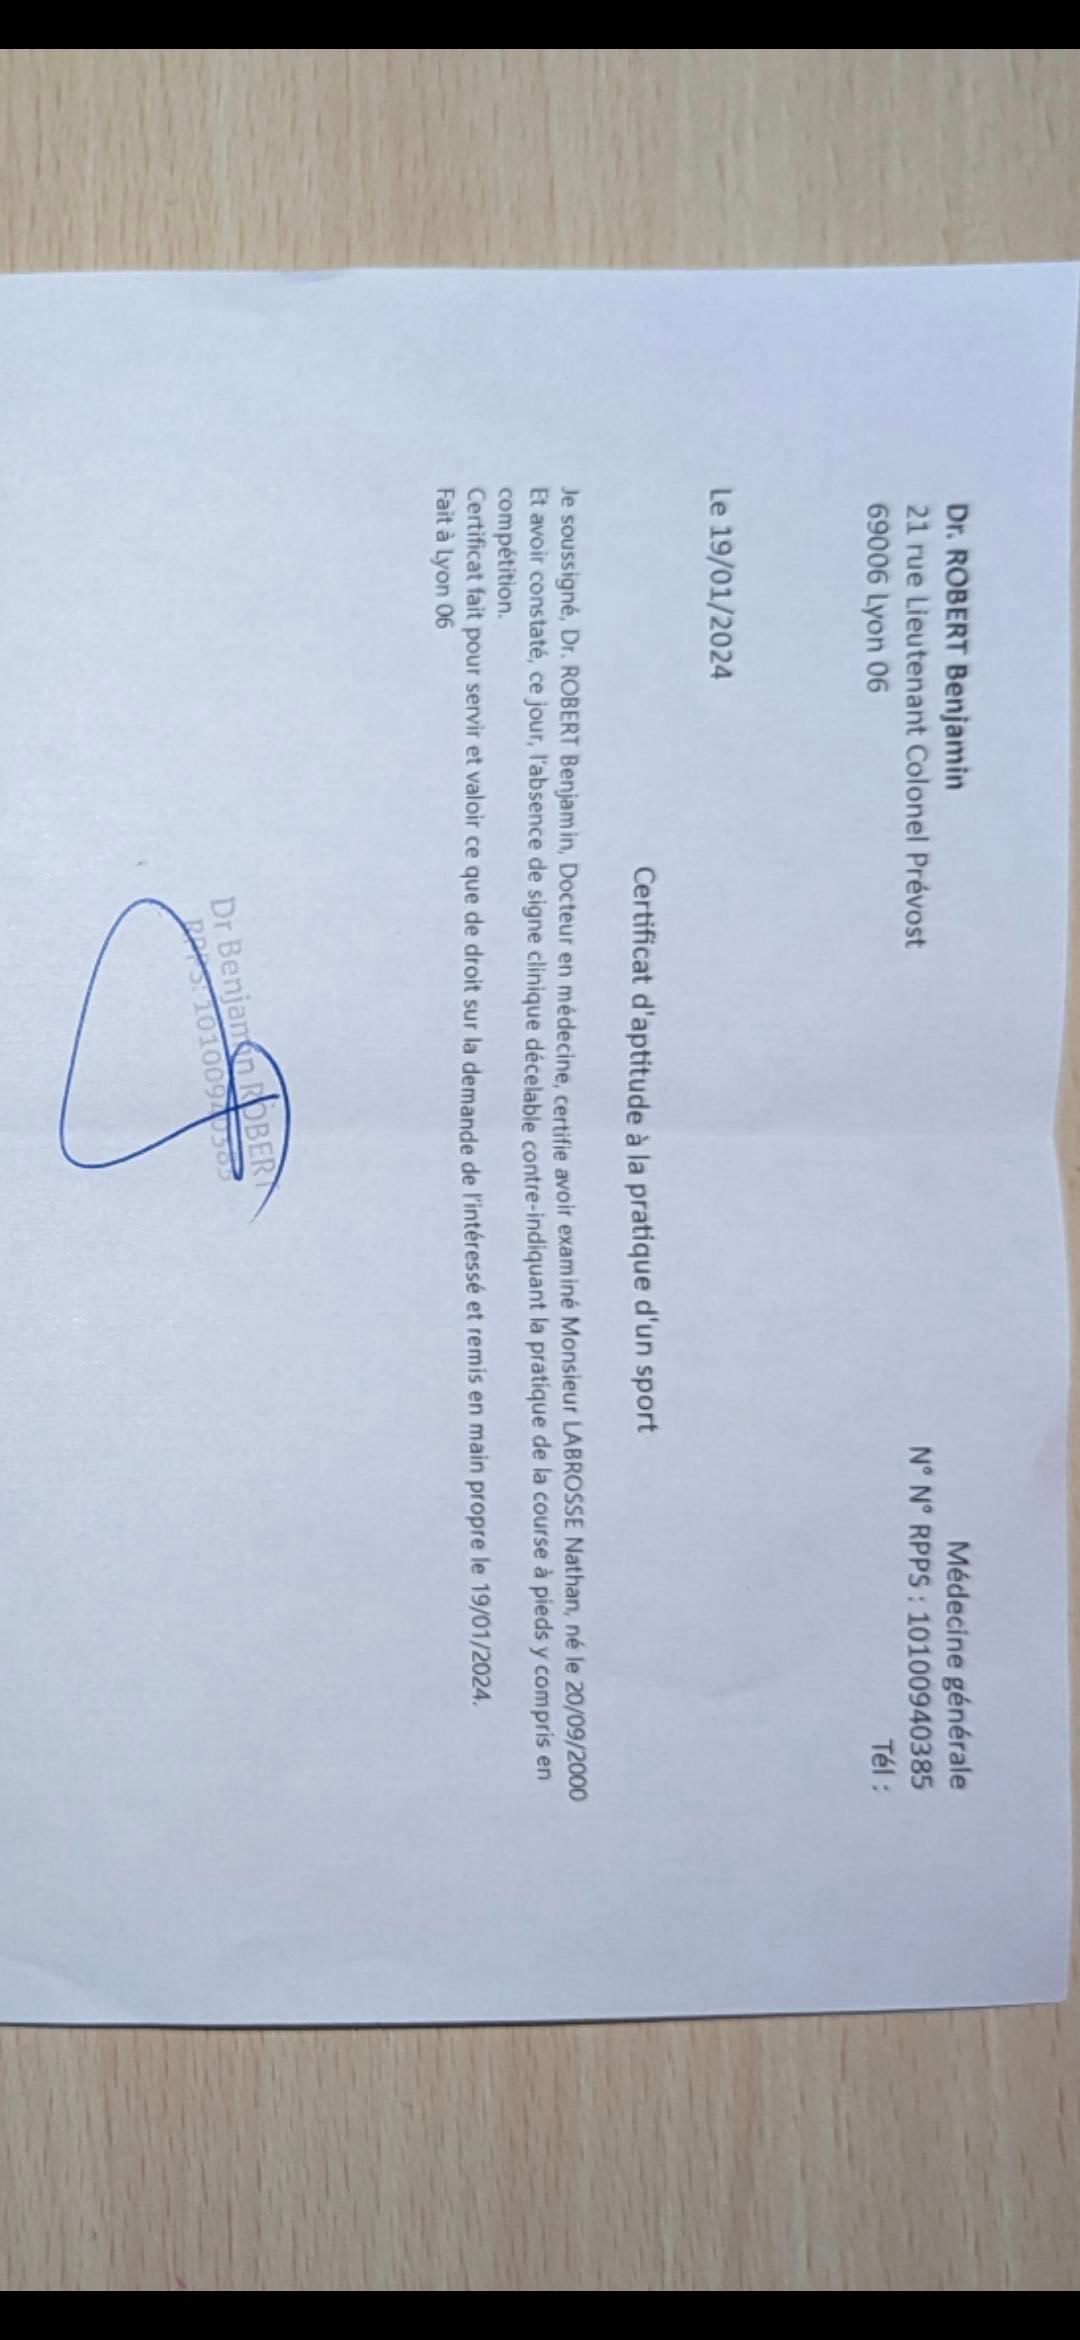 Dr. ROBERT Benjamin
21 rue Lieutenant Colonel Prévost
69006 Lyon 06
Médecine générale
N° N° RPPS : 10100940385
Tél :
Le 19/01/2024
Certificat d'aptitude à la pratique d'un sport
Je soussigné, Dr. ROBERT Benjamin, Docteur en médecine, certifie avoir examiné Monsieur LABROSSE Nathan, né le 20/09/2000
Et avoir constaté, ce jour, l'absence de signe clinique décelable contre-indiquant la pratique de la course à pieds y compris en
compétition.
Certificat fait pour servir et valoir ce que de droit sur la demande de l'intéressé et remis en main propre le 19/01/2024.
Fait à Lyon 06
Dr Benjamin ROBERT
RPPS: 10100940385